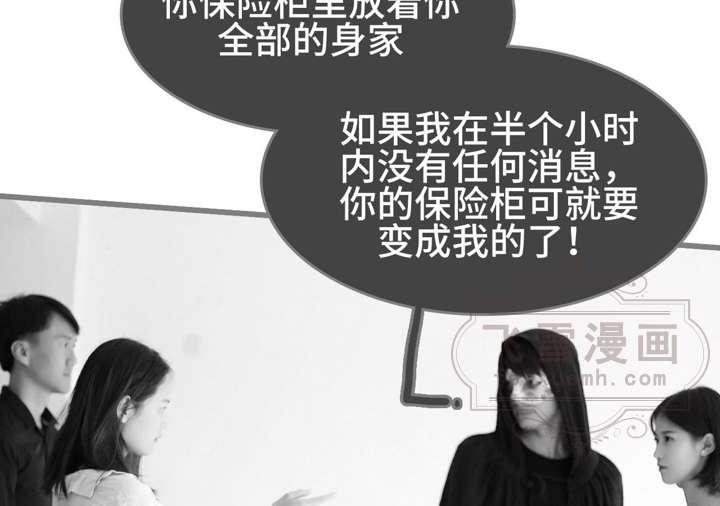 你保险柜里放着你
全部的身家
如果我在半个小时
内没有任何消息，
你的保险柜可就要
变成我的了！
飞雪漫画
mh.com